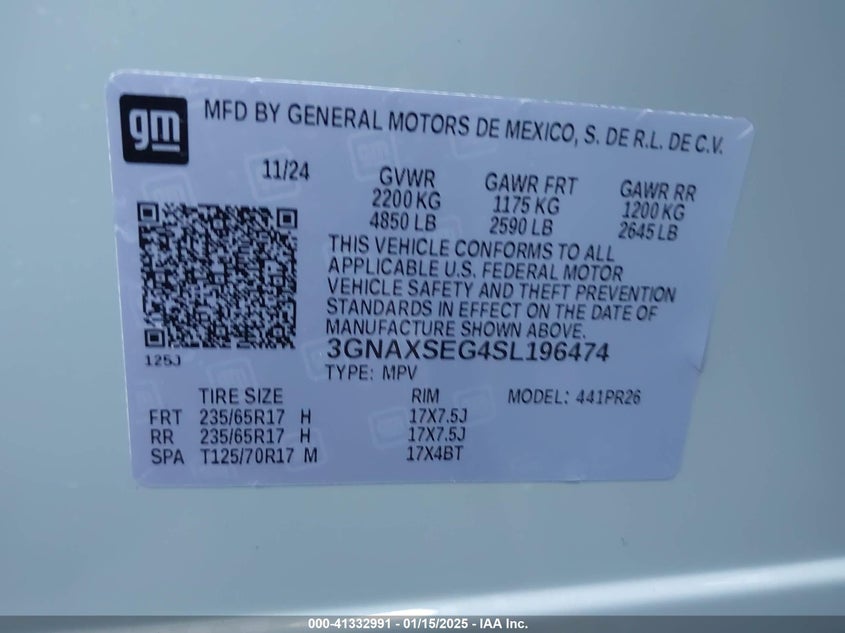 gm
MFD BY GENERAL MOTORS DE MEXICO, S. DE R.L. DE C.V.
11/24
GVWR GAWR FRT GAWR RR
2200 KG 1175 KG 1200 KG
4850 LB 2590 LB 2645 LB
THIS VEHICLE CONFORMS TO ALL
APPLICABLE U.S. FEDERAL MOTOR
VEHICLE SAFETY AND THEFT PREVENTION
STANDARDS IN EFFECT ON THE DATE OF
MANUFACTURE SHOWN ABOVE.
125J
3GNAXSEG4SL196474
TYPE: MPV
TIRE SIZE RIM MODEL: 441PR26
FRT 235/65R17 H 17X7.5J
RR 235/65R17 H 17X7.5J
SPA T125/70R17 M 17X4BT
000-41332991 - 01/15/2025 - IAA Inc.